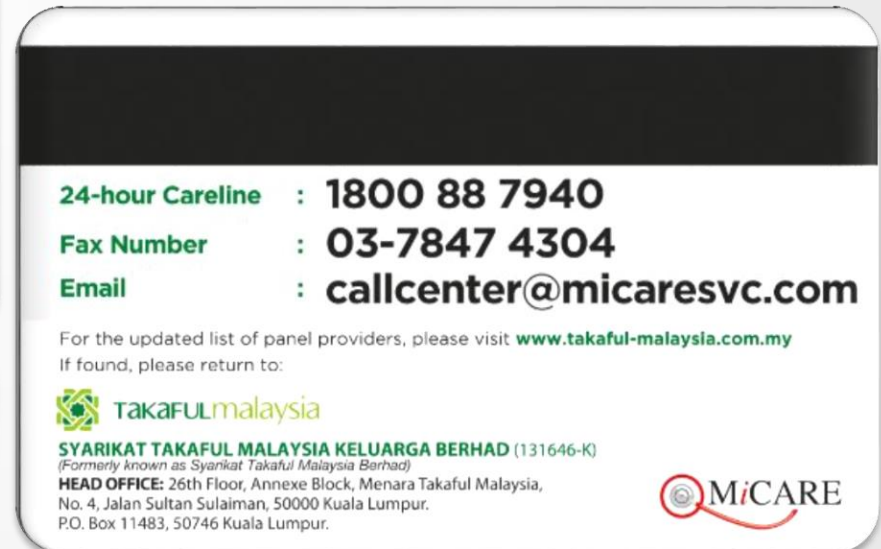 24-hour Careline : 1800 88 7940
Fax Number : 03-7847 4304
Email : callcenter@micaresvc.com
For the updated list of panel providers, please visit www.takaful-malaysia.com.my
If found, please return to:
TAKAFULmalaysia
SYARIKAT TAKAFUL MALAYSIA KELUARGA BERHAD (131646-K)
(Formerly known as Syarikat Takaful Malaysia Berhad)
HEAD OFFICE: 26th Floor, Annexe Block, Menara Takaful Malaysia,
No. 4, Jalan Sultan Sulaiman, 50000 Kuala Lumpur.
P.O. Box 11483, 50746 Kuala Lumpur.
MiCARE